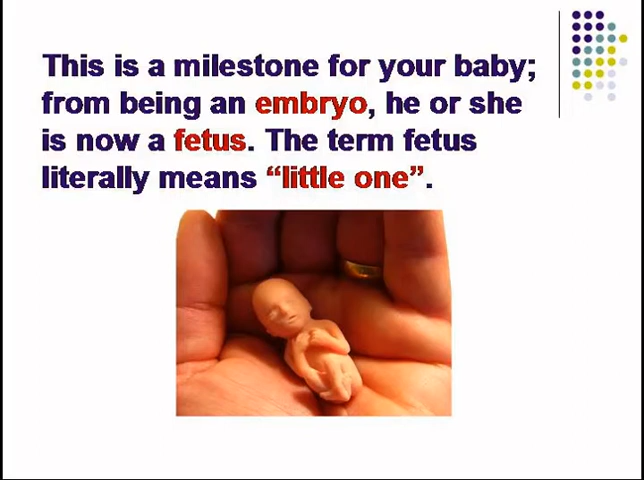 This is a milestone for your baby;
from being an embryo, he or she
is now a fetus. The term fetus
literally means “little one”.